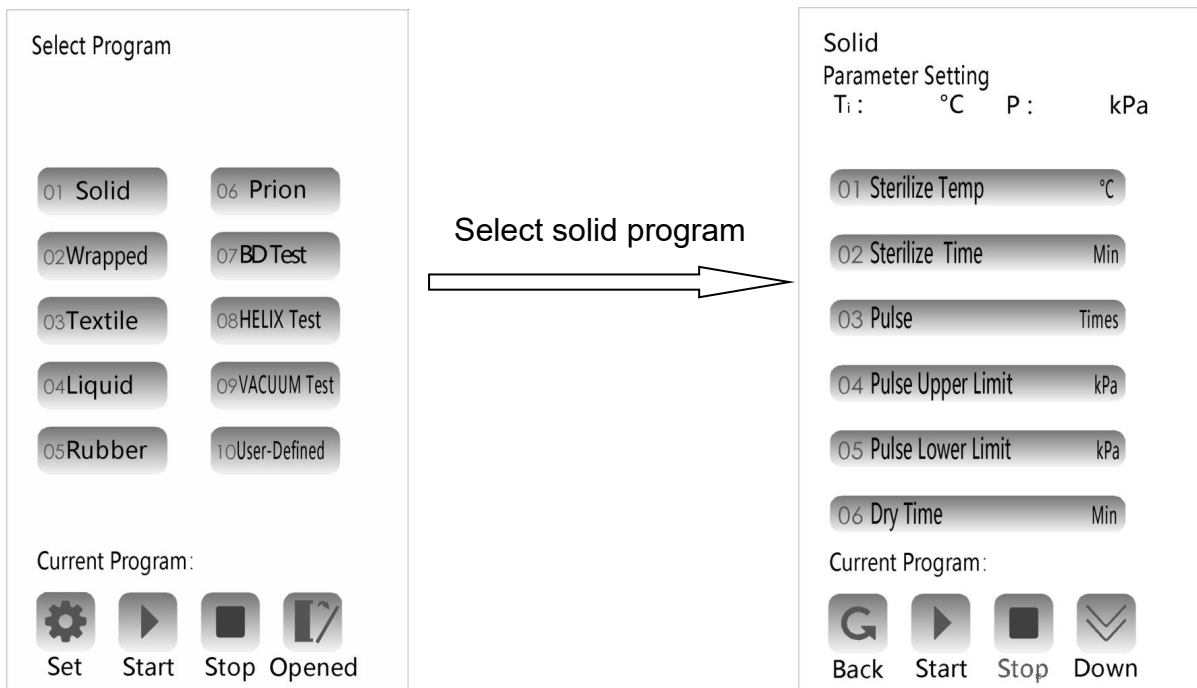 Select Program
01 Solid
02Wrapped
03Textile
04Liquid
05Rubber
06 Prion
07BD Test
08HELIX Test
09VACUUM Test
10User-Defined
Current Program:
Set Start Stop Opened
Select solid program
Solid
Parameter Setting
Ti : °C P : kPa
01 Sterilize Temp °C
02 Sterilize Time Min
03 Pulse Times
04 Pulse Upper Limit kPa
05 Pulse Lower Limit kPa
06 Dry Time Min
Current Program:
Back Start Stop Down